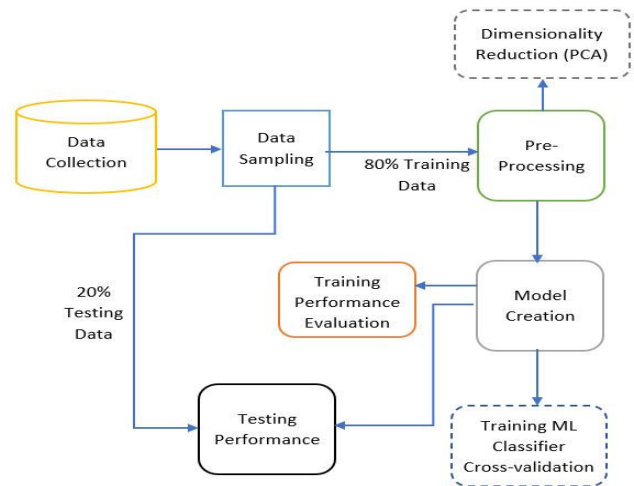 Dimensionality
Reduction (PCA)
Data
Collection
Data
Sampling
80% Training
Data
Pre-
Processing
20%
Testing
Data
Training
Performance
Evaluation
Model
Creation
Testing
Performance
Training ML
Classifier
Cross-validation